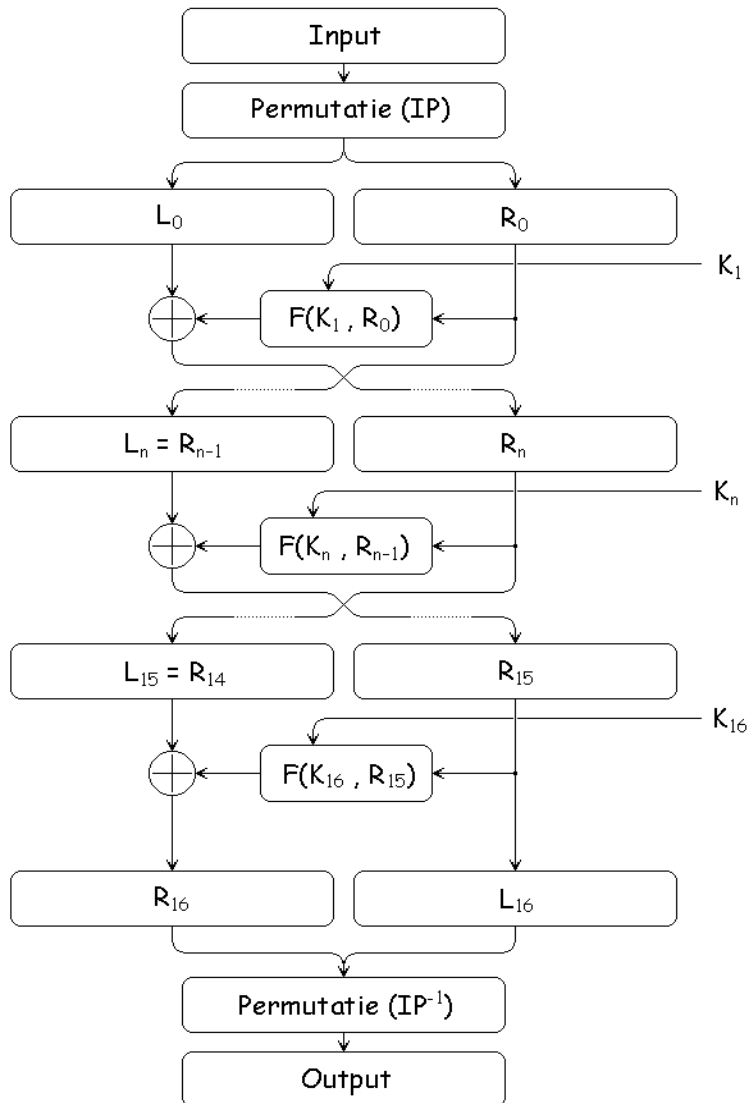 Input
Permutatie (IP)
L₀
R₀
K₁
F(K₁ , R₀)
Lₙ = Rₙ₋₁
Rₙ
Kₙ
F(Kₙ , Rₙ₋₁)
L₁₅ = R₁₄
R₁₅
K₁₆
F(K₁₆ , R₁₅)
R₁₆
L₁₆
Permutatie (IP⁻¹)
Output